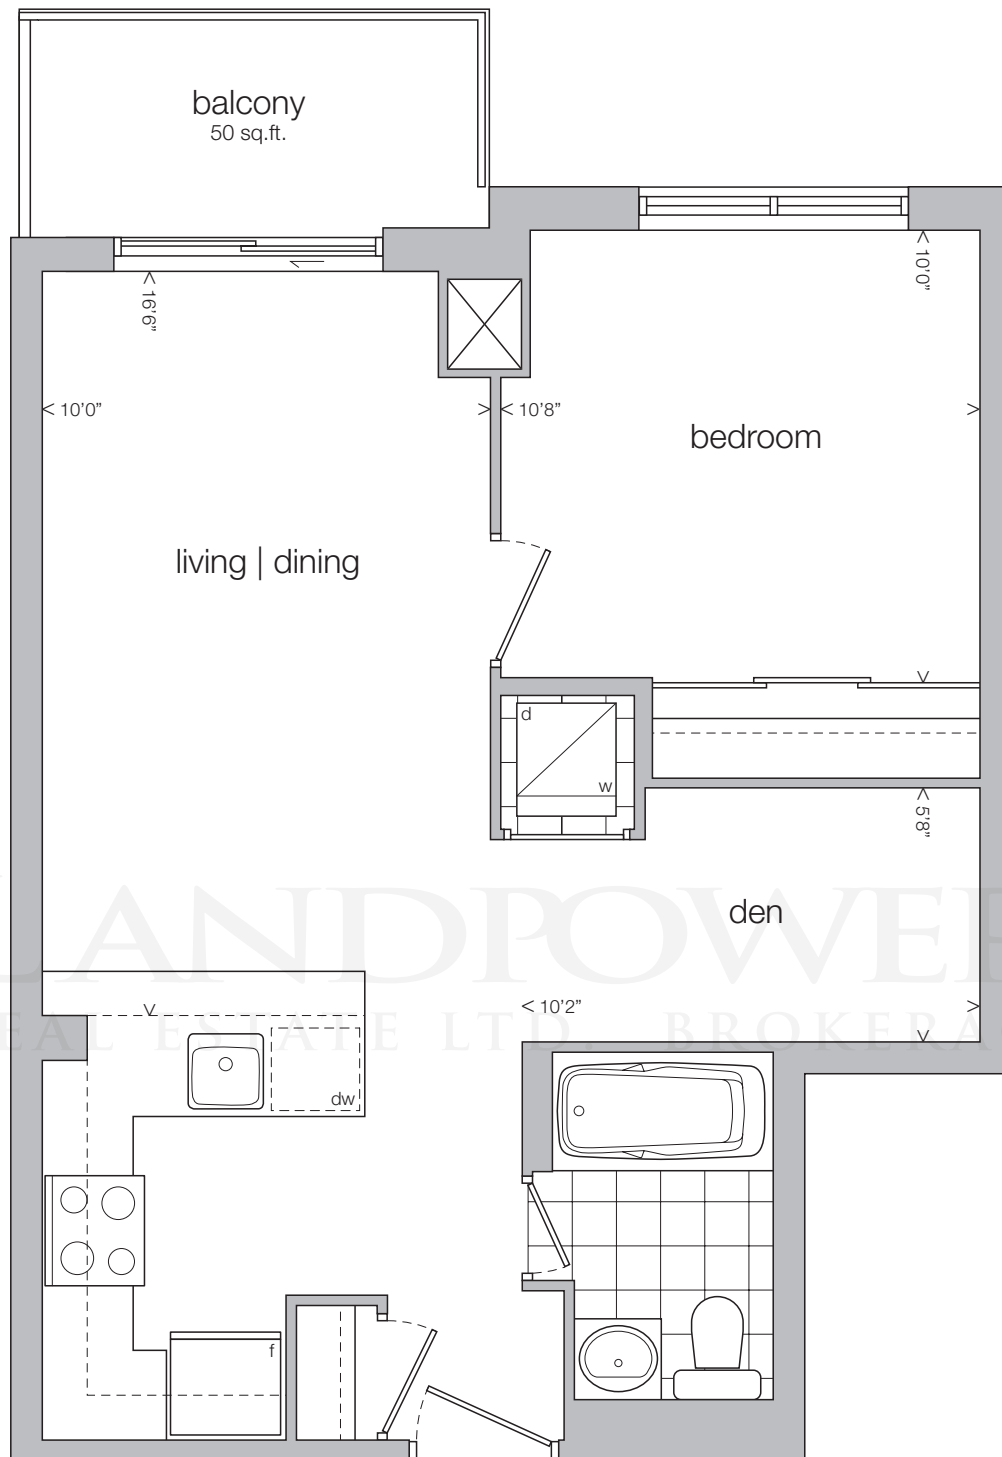 balcony
50 sq.ft.
10'0”
16'6”
10'0”
10'8”
bedroom
living | dining
d
w
5'8”
LANDPOWER
den
10'2”
REAL ESTATE LTD. BROKERA
dw
f